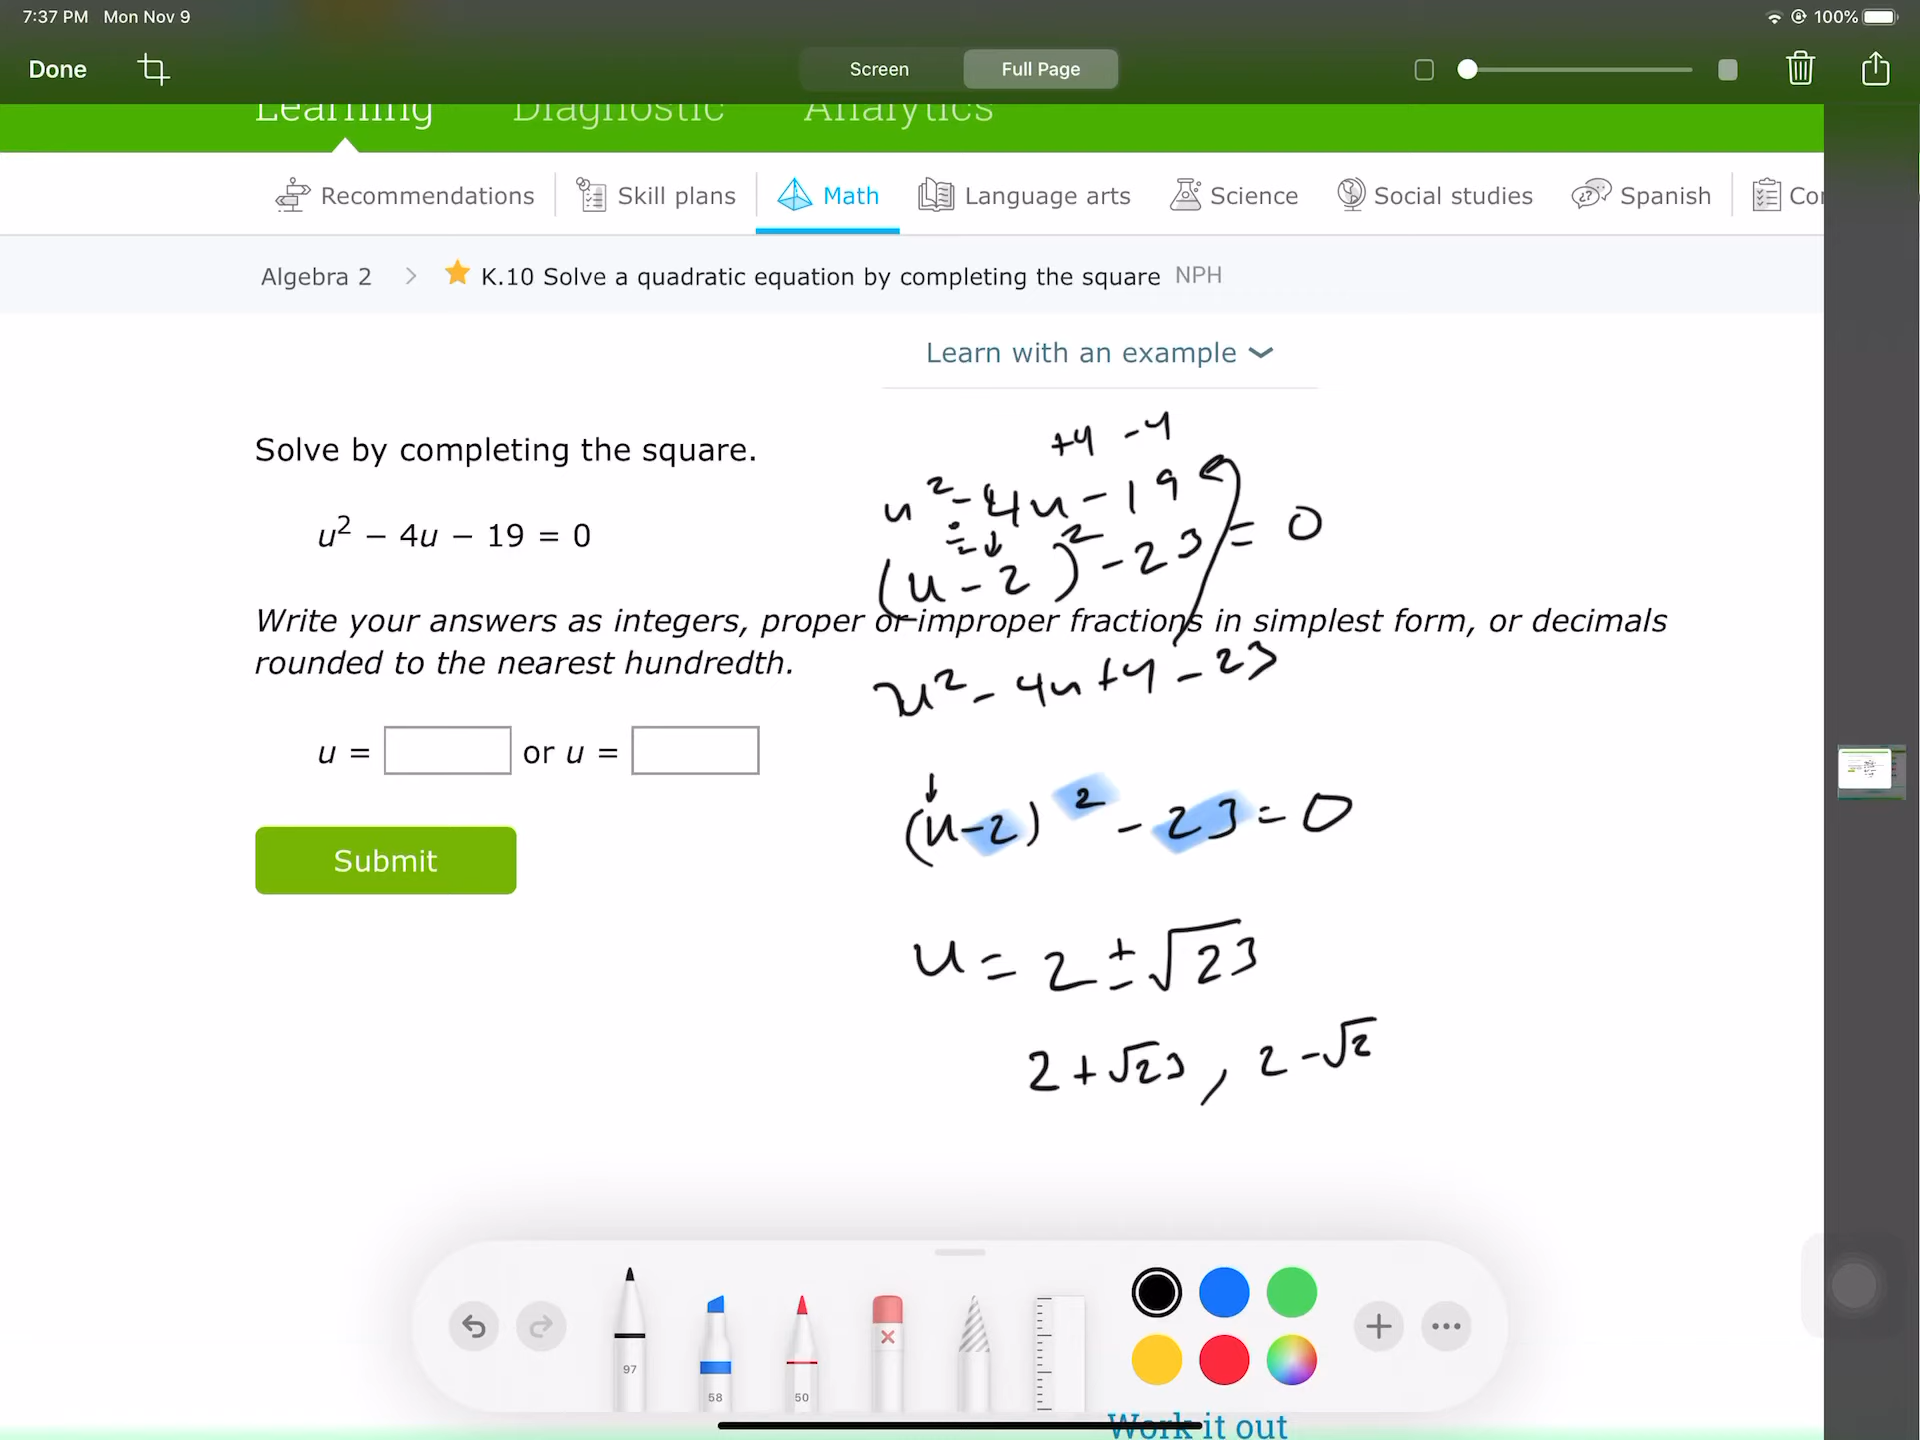 7:37 PM Mon Nov 9
100%
Done
Screen
Full Page
Learning Diagnostic Analytics
Recommendations Skill plans Math Language arts Science Social studies Spanish
Algebra 2 > K.10 Solve a quadratic equation by completing the square NPH
Learn with an example
Solve by completing the square.
u² − 4u − 19 = 0
Write your answers as integers, proper or improper fractions in simplest form, or decimals
rounded to the nearest hundredth.
u = or u =
Submit
+4 -4
u² - 4u - 19
(u - 2)² - 23 = 0
u² - 4u + 4 - 23
(u-2)² - 23 = 0
u = 2 ± √23
2 + √23 , 2 - √2
97
58
50
Work it out